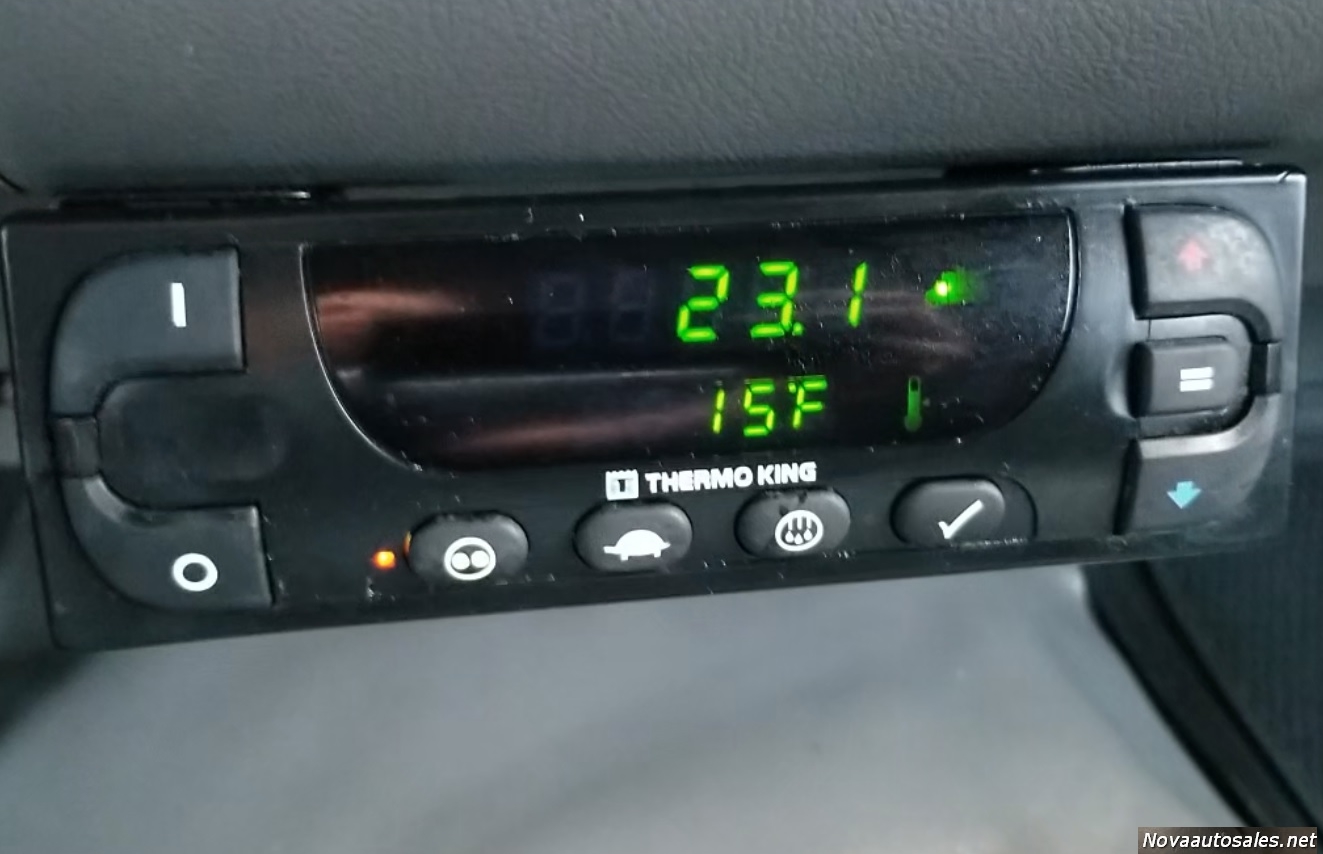 23.1
15F
THERMO KING
Novaautosales.net